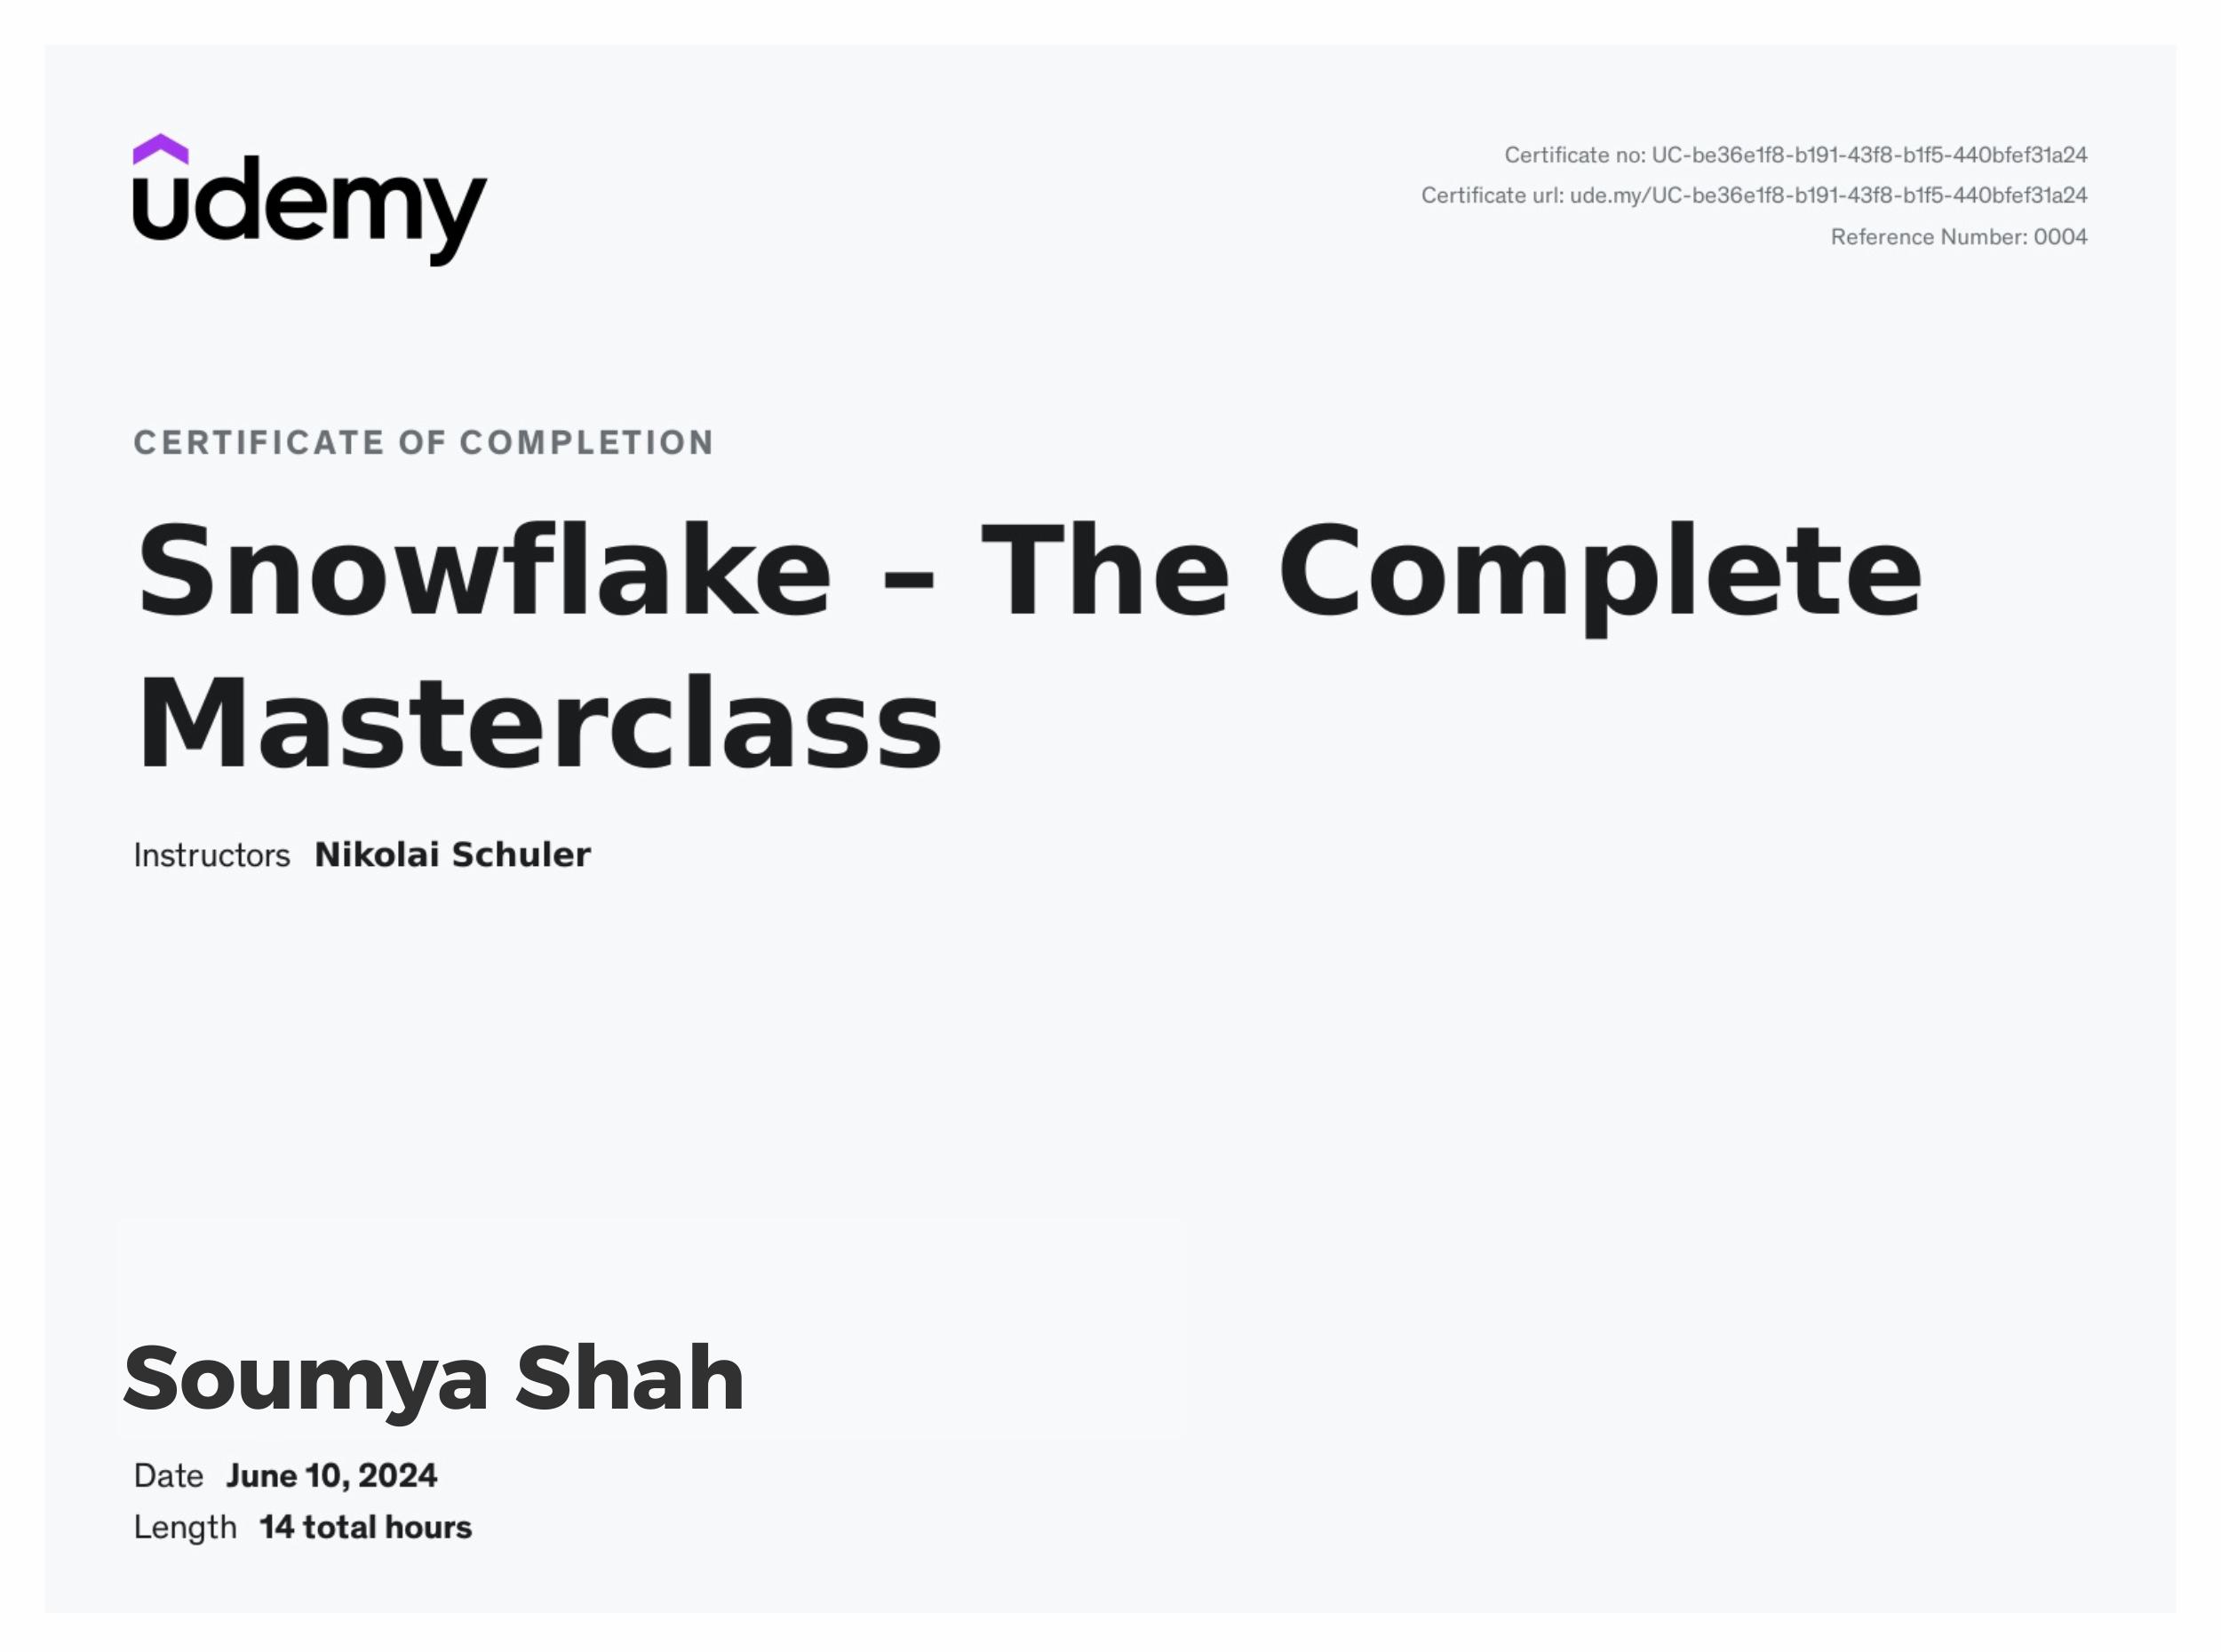 udemy
Certificate no: UC-be36e1f8-b191-43f8-b1f5-440bfef31a24
Certificate url: ude.my/UC-be36e1f8-b191-43f8-b1f5-440bfef31a24
Reference Number: 0004
CERTIFICATE OF COMPLETION
Snowflake – The Complete
Masterclass
Instructors Nikolai Schuler
Soumya Shah
Date June 10, 2024
Length 14 total hours